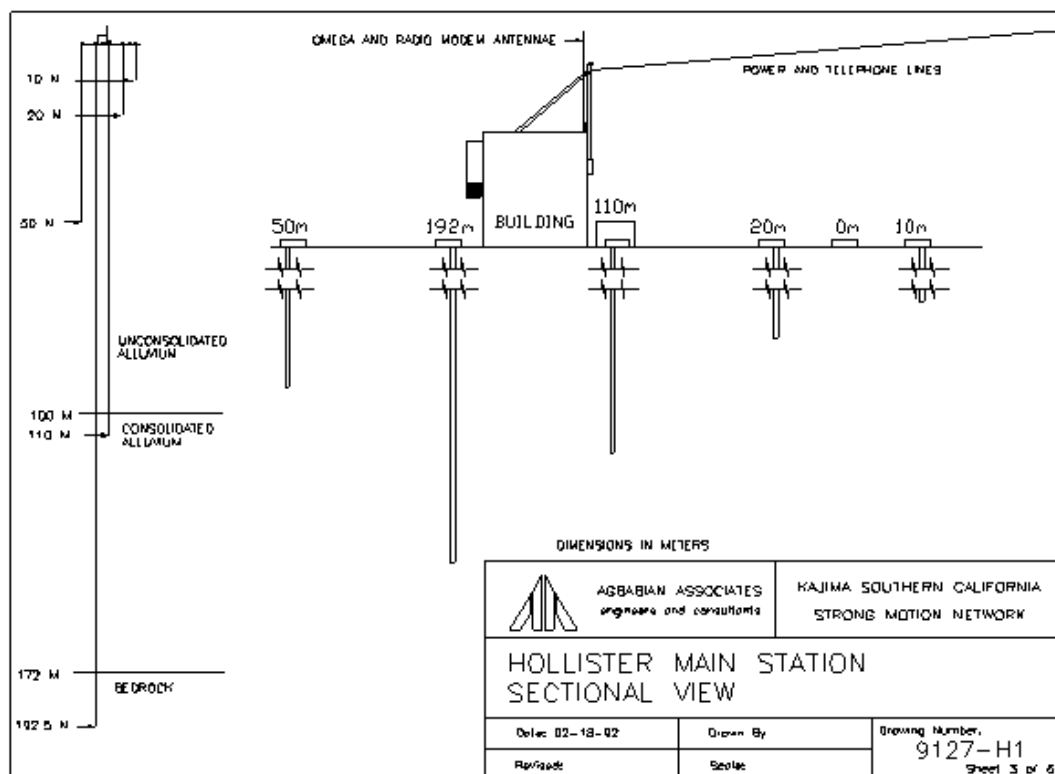 OMEGA AND RADIO MODEM ANTENNAE
POWER AND TELEPHONE LINES
10 M
20 M
50 M
50m
192m
BUILDING
110m
20m
0m
10m
UNCONSOLIDATED
ALLUVIUM
100 M
CONSOLIDATED
ALLUVIUM
110 M
172 M
BEDROCK
192.5 M
DIMENSIONS IN METERS
AGBABIAN ASSOCIATES
engineers and consultants
KAJIMA SOUTHERN CALIFORNIA
STRONG MOTION NETWORK
HOLLISTER MAIN STATION
SECTIONAL VIEW
Date: 02-18-92
Drawn By
Drawing Number.
9127-H1
Revised:
Scale:
Sheet 3 of 6